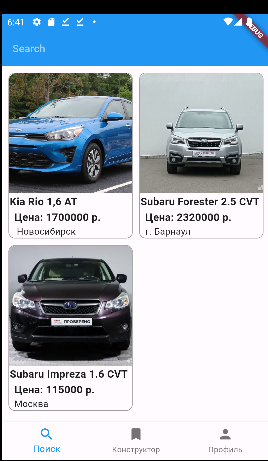 6:41
DEBUG
Search
Kia Rio 1,6 AT
Цена: 1700000 р.
Новосибирск
Subaru Forester 2.5 CVT
Цена: 2320000 р.
г. Барнаул
ПРОВЕРЕНО
Subaru Impreza 1.6 CVT
Цена: 115000 р.
Москва
Поиск
Конструктор
Профиль